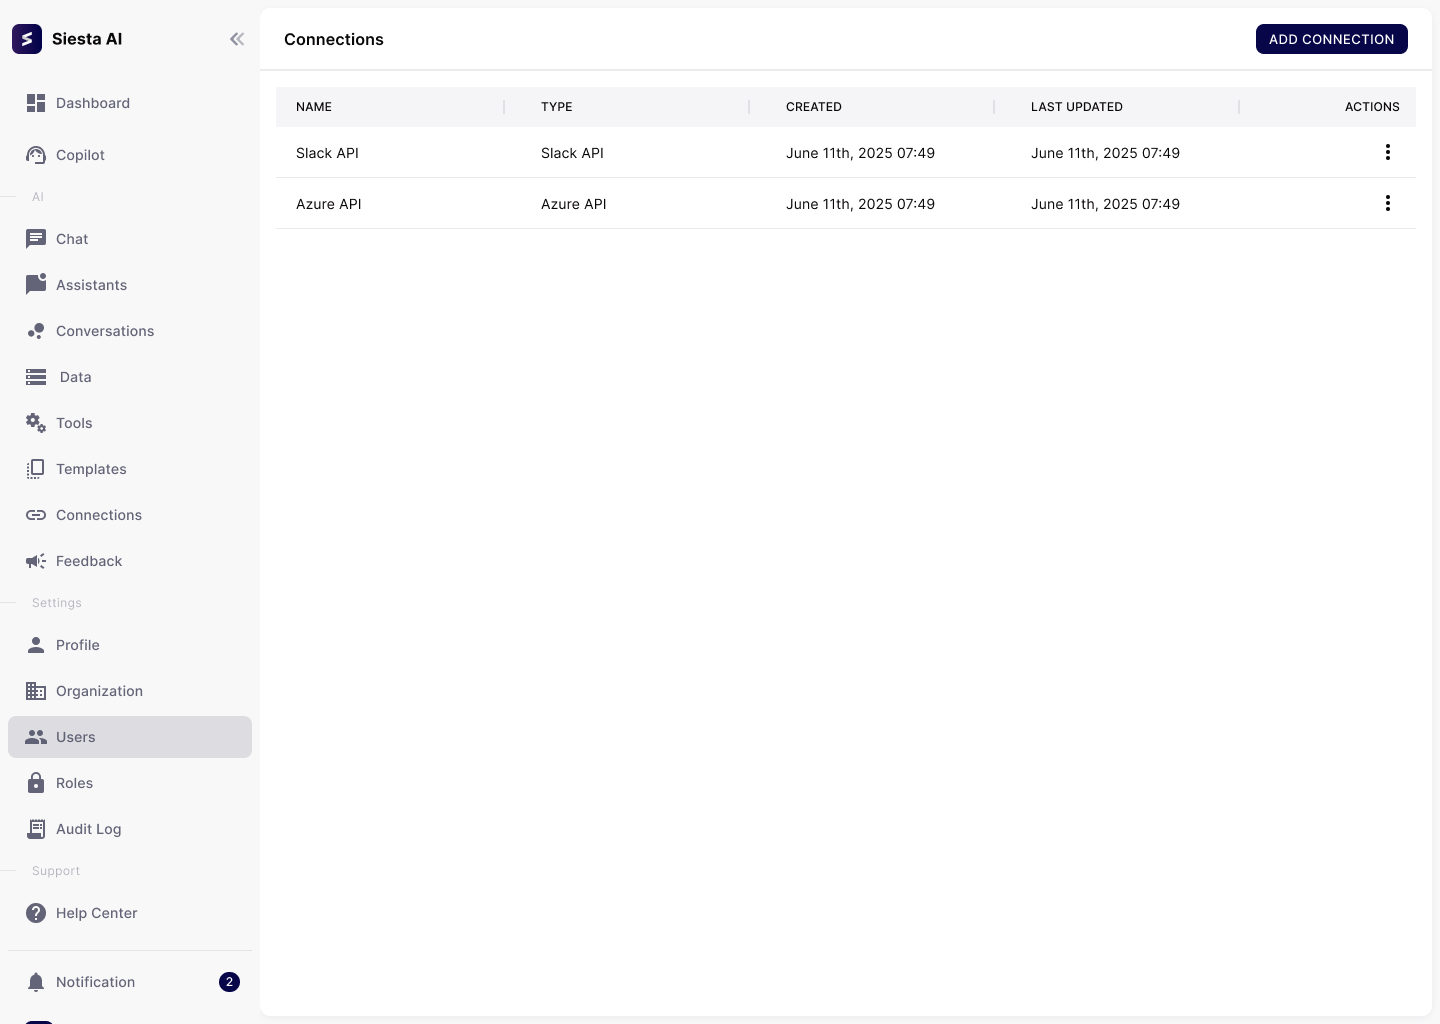 Siesta AI
Dashboard
Copilot
AI
Chat
Assistants
Conversations
Data
Tools
Templates
Connections
Feedback
Settings
Profile
Organization
Users
Roles
Audit Log
Support
Help Center
Notification 2
Connections ADD CONNECTION
NAME TYPE CREATED LAST UPDATED ACTIONS
Slack API Slack API June 11th, 2025 07:49 June 11th, 2025 07:49
Azure API Azure API June 11th, 2025 07:49 June 11th, 2025 07:49